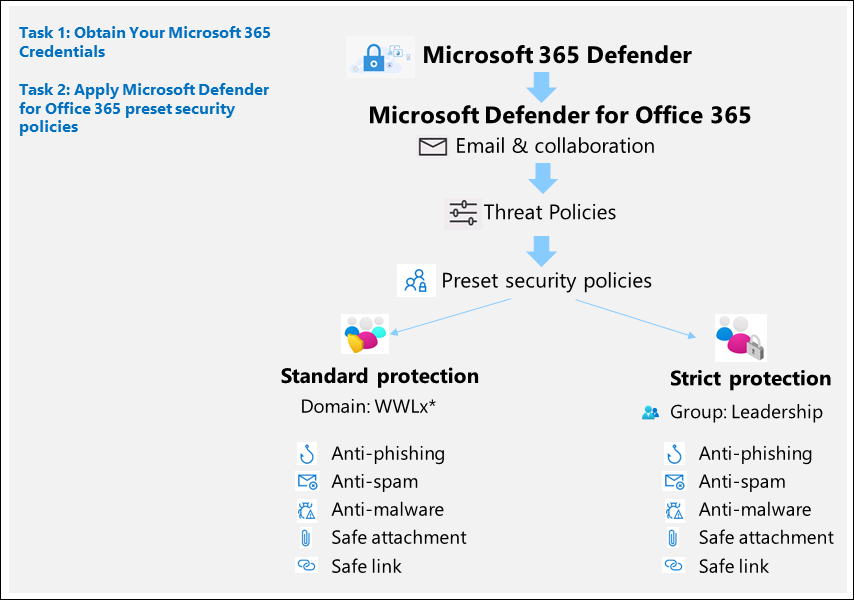 Task 1: Obtain Your Microsoft 365
Credentials
Task 2: Apply Microsoft Defender
for Office 365 preset security
policies
Microsoft 365 Defender
Microsoft Defender for Office 365
Email & collaboration
Threat Policies
Preset security policies
Standard protection
Domain: WWLx*
Anti-phishing
Anti-spam
Anti-malware
Safe attachment
Safe link
Strict protection
Group: Leadership
Anti-phishing
Anti-spam
Anti-malware
Safe attachment
Safe link